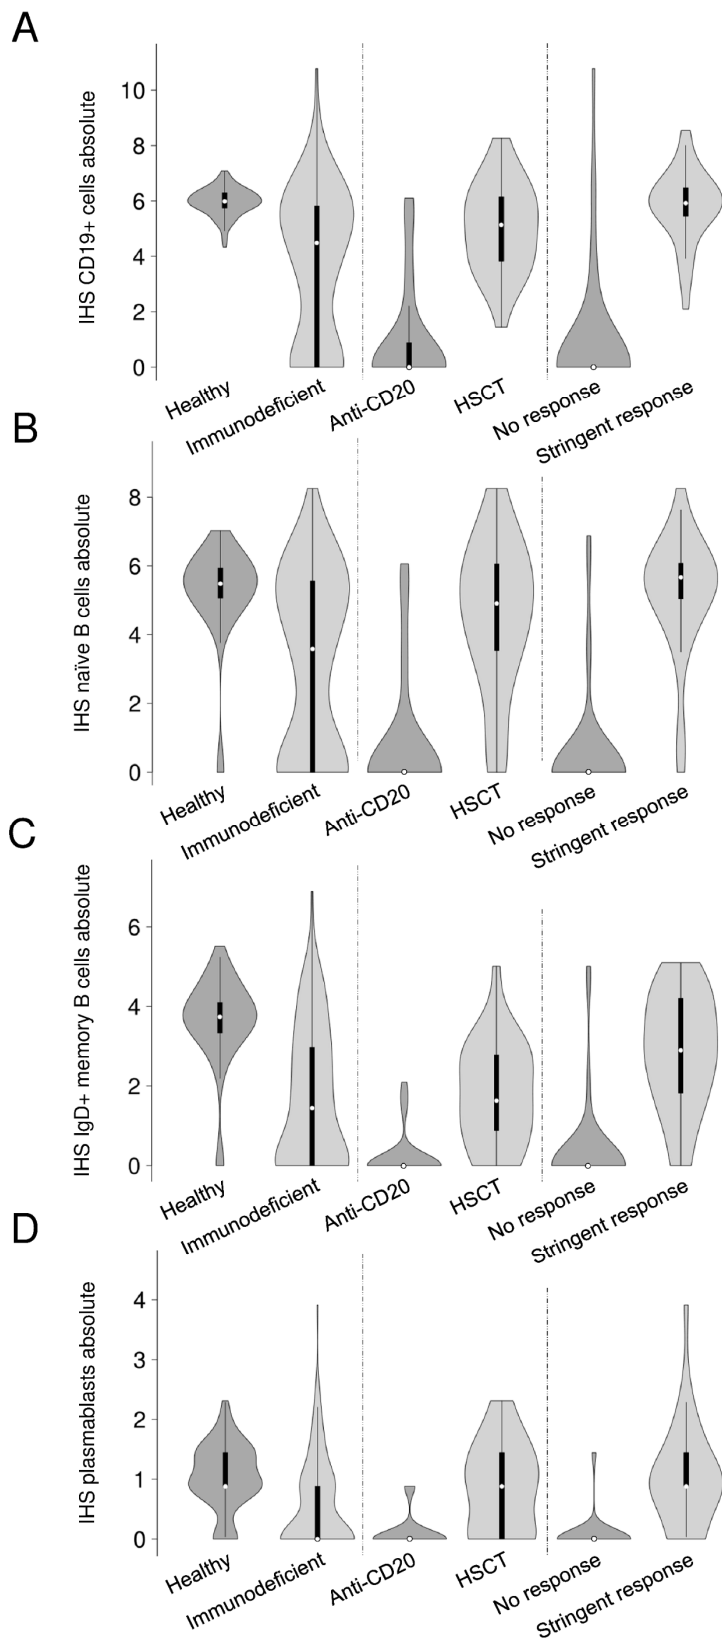 A
IHS CD19+ cells absolute
10
8
6
4
2
0
Healthy
Immunodeficient
Anti-CD20
HSCT
No response
Stringent response
B
IHS naïve B cells absolute
8
6
4
2
0
Healthy
Immunodeficient
Anti-CD20
HSCT
No response
Stringent response
C
IHS IgD+ memory B cells absolute
6
4
2
0
Healthy
Immunodeficient
Anti-CD20
HSCT
No response
Stringent response
D
IHS plasmablasts absolute
4
3
2
1
0
Healthy
Immunodeficient
Anti-CD20
HSCT
No response
Stringent response